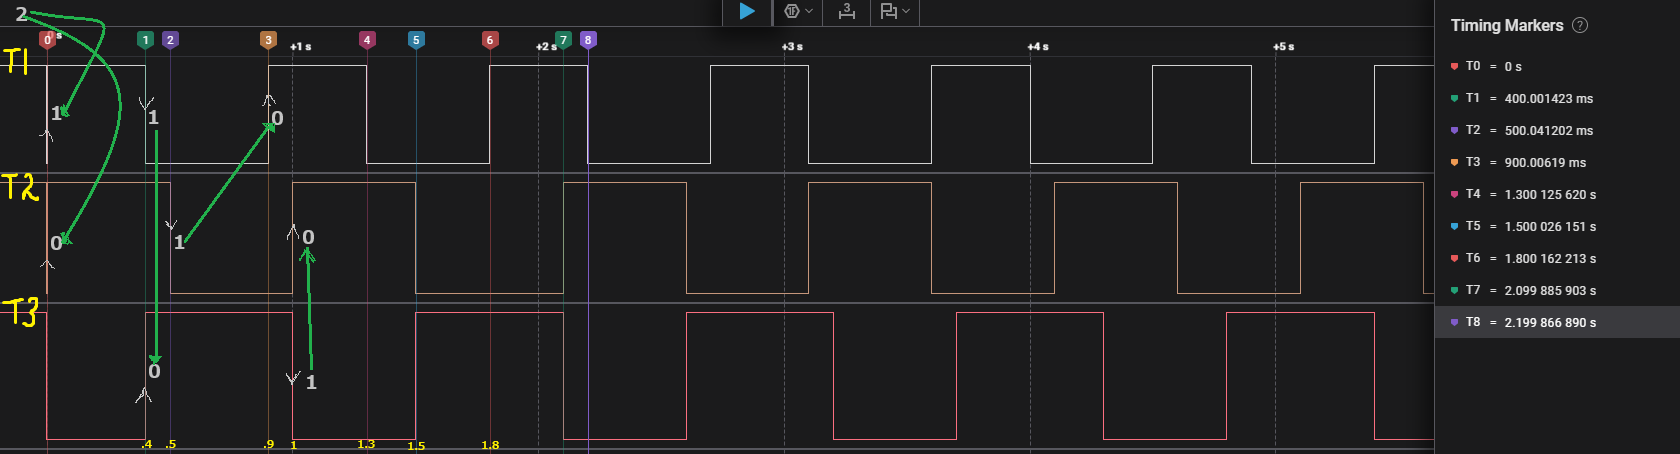 2
0 s 1 2 3 +1 s 4 5 6 +2 s 7 8 +3 s +4 s +5 s
T1
1 1 0
T2
0 1 0
T3
0 1
.4 .5 .9 1 1.3 1.5 1.8
3
Timing Markers ?
T0 = 0 s
T1 = 400.001423 ms
T2 = 500.041202 ms
T3 = 900.00619 ms
T4 = 1.300 125 620 s
T5 = 1.500 026 151 s
T6 = 1.800 162 213 s
T7 = 2.099 885 903 s
T8 = 2.199 866 890 s